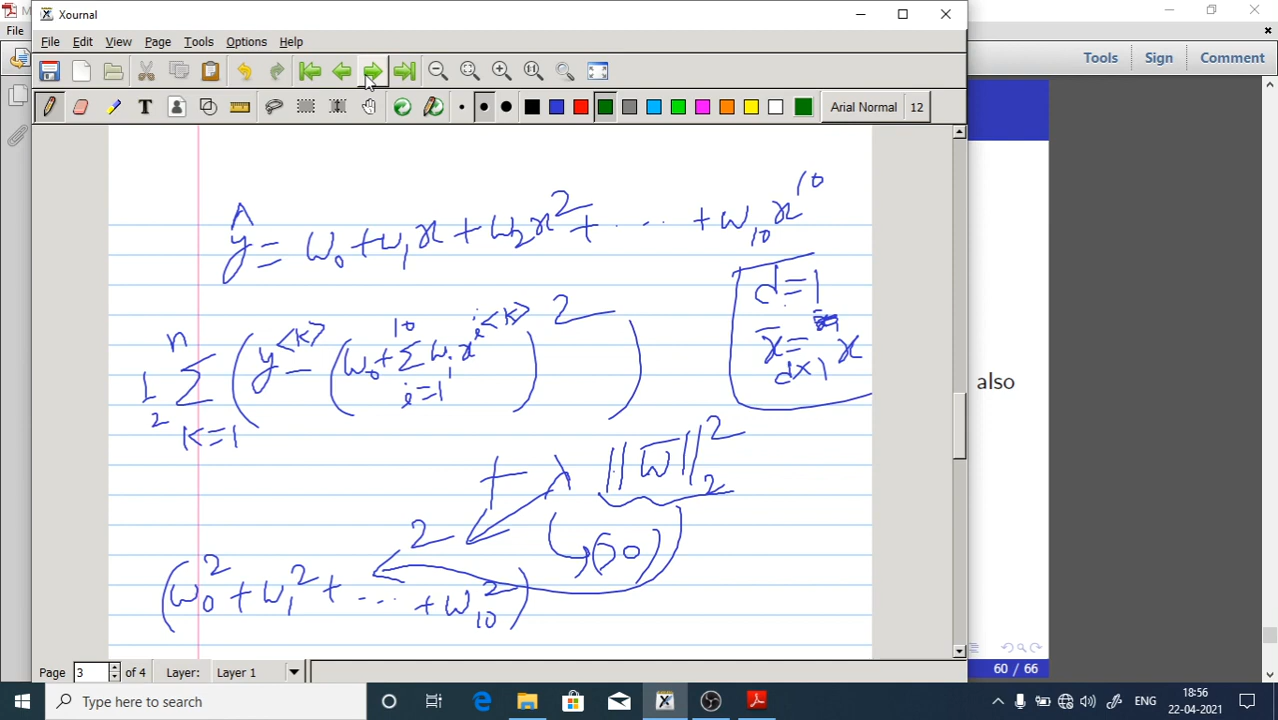 Xournal
File Edit View Page Tools Options Help
Arial Normal 12
ŷ = w₀ + w₁x + w₂x² + ..... + w₁₀x¹⁰
d = 1
x̄ = x
d×1
1/2 Σ_{k=1}^{n} (y^{<k>} − (w₀ + Σ_{i=1}^{10} wᵢ x^{i<k>}))²
+ λ ||w̄||₂²
2
(w₀² + w₁² + ... + w₁₀²)
Page 3 of 4 Layer: Layer 1
File
Tools Sign Comment
also
60 / 66
Type here to search
ENG
18:56
22-04-2021